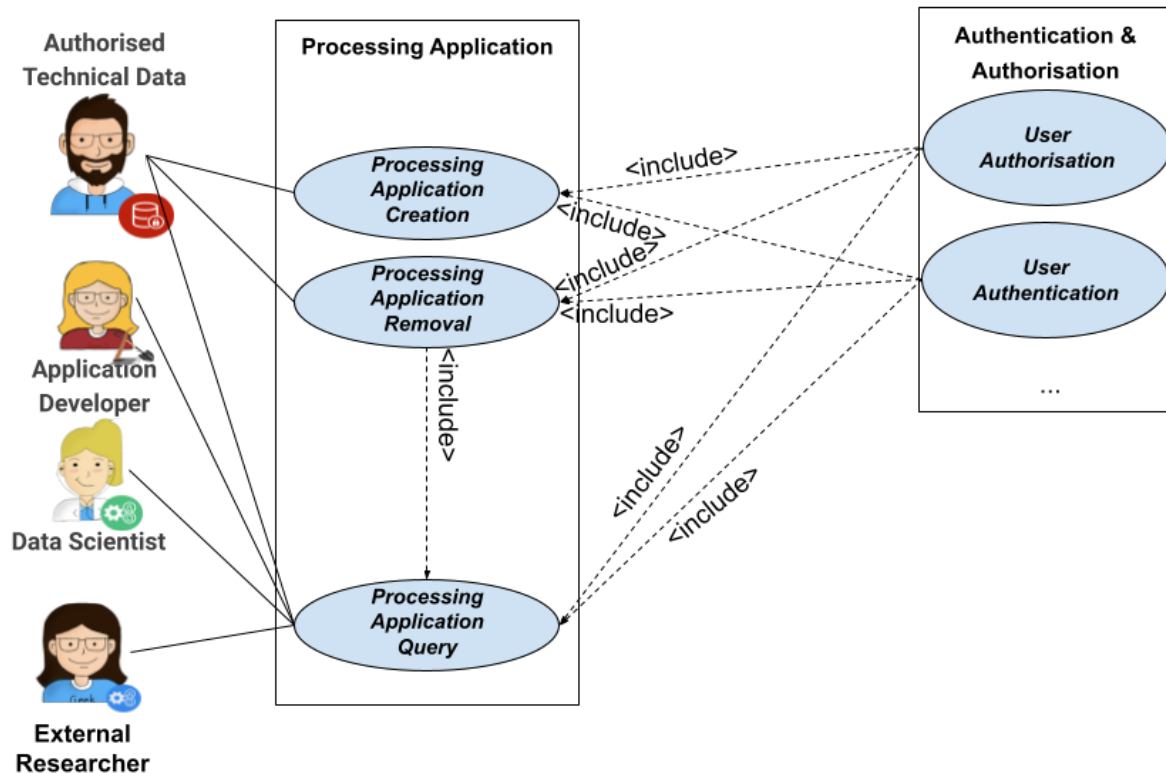 Authorised
Technical Data
Application
Developer
Data Scientist
Geek
External
Researcher
Processing Application
Processing
Application
Creation
Processing
Application
Removal
<include>
Processing
Application
Query
<include>
<include>
<include>
<include>
<include>
<include>
Authentication &
Authorisation
User
Authorisation
User
Authentication
...